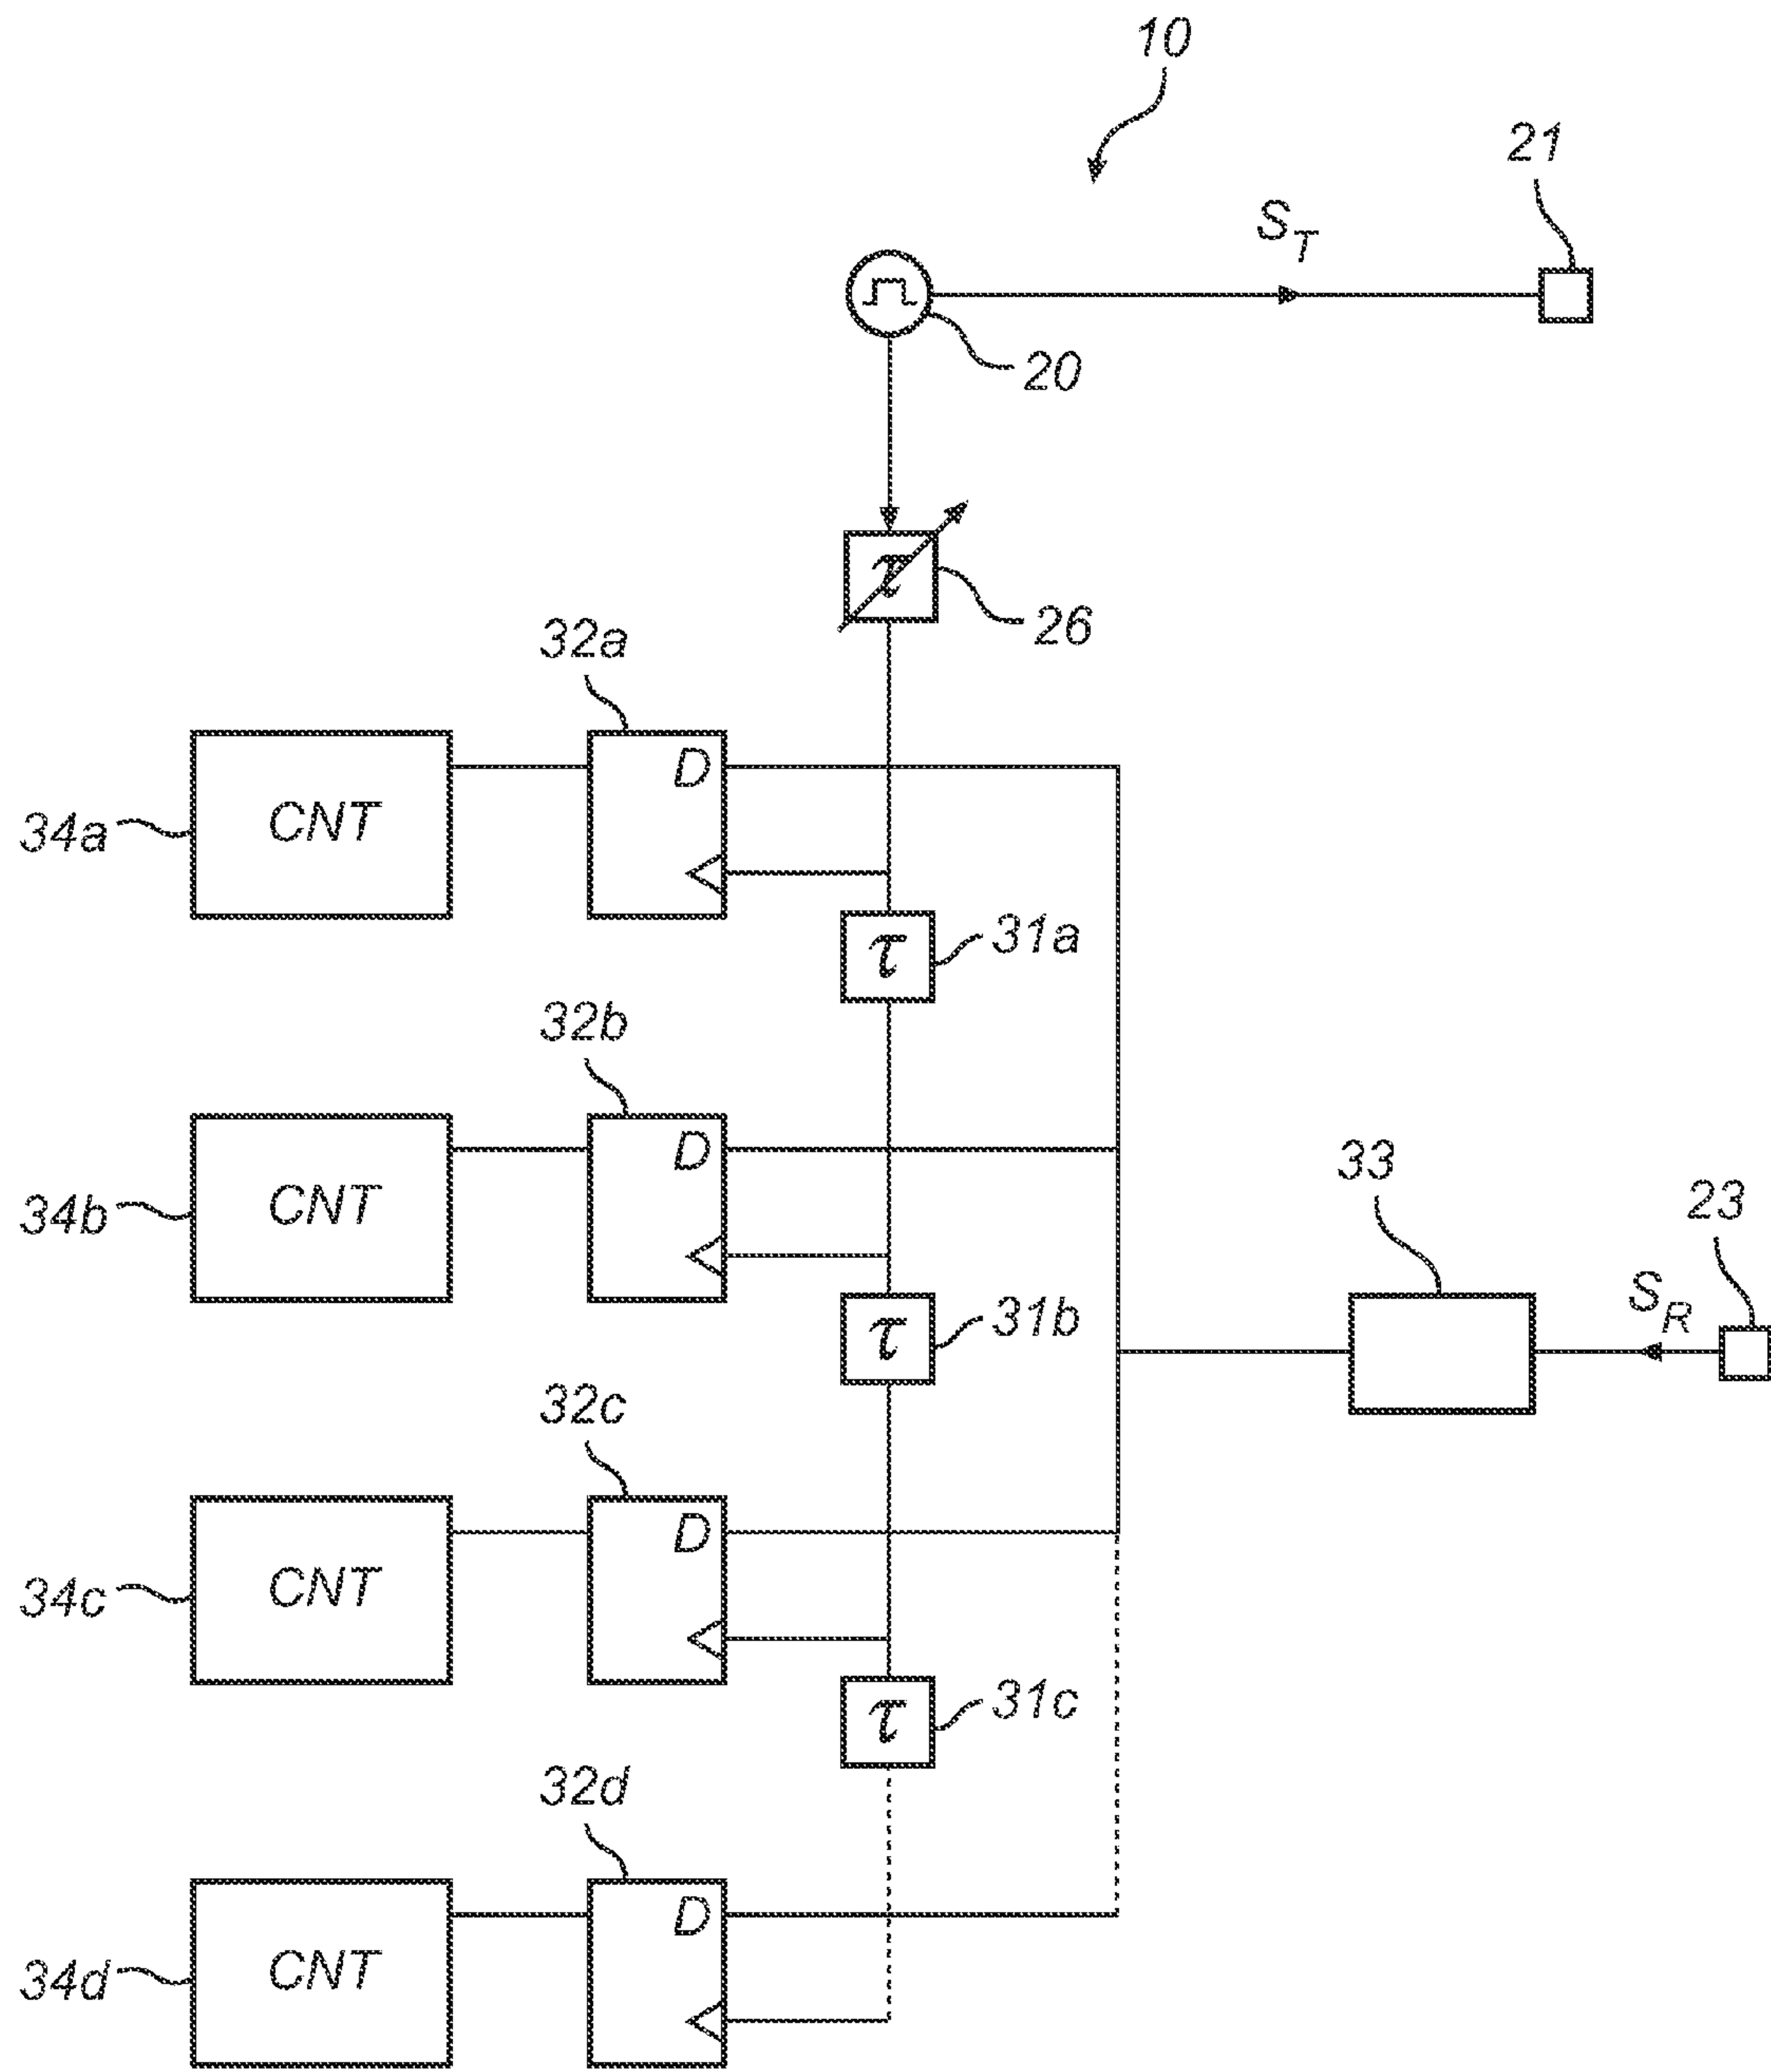 10
21
S_T
20
τ
26
32a
D
CNT
34a
τ
31a
32b
D
CNT
34b
33
23
S_R
τ
31b
32c
D
CNT
34c
τ
31c
32d
D
CNT
34d